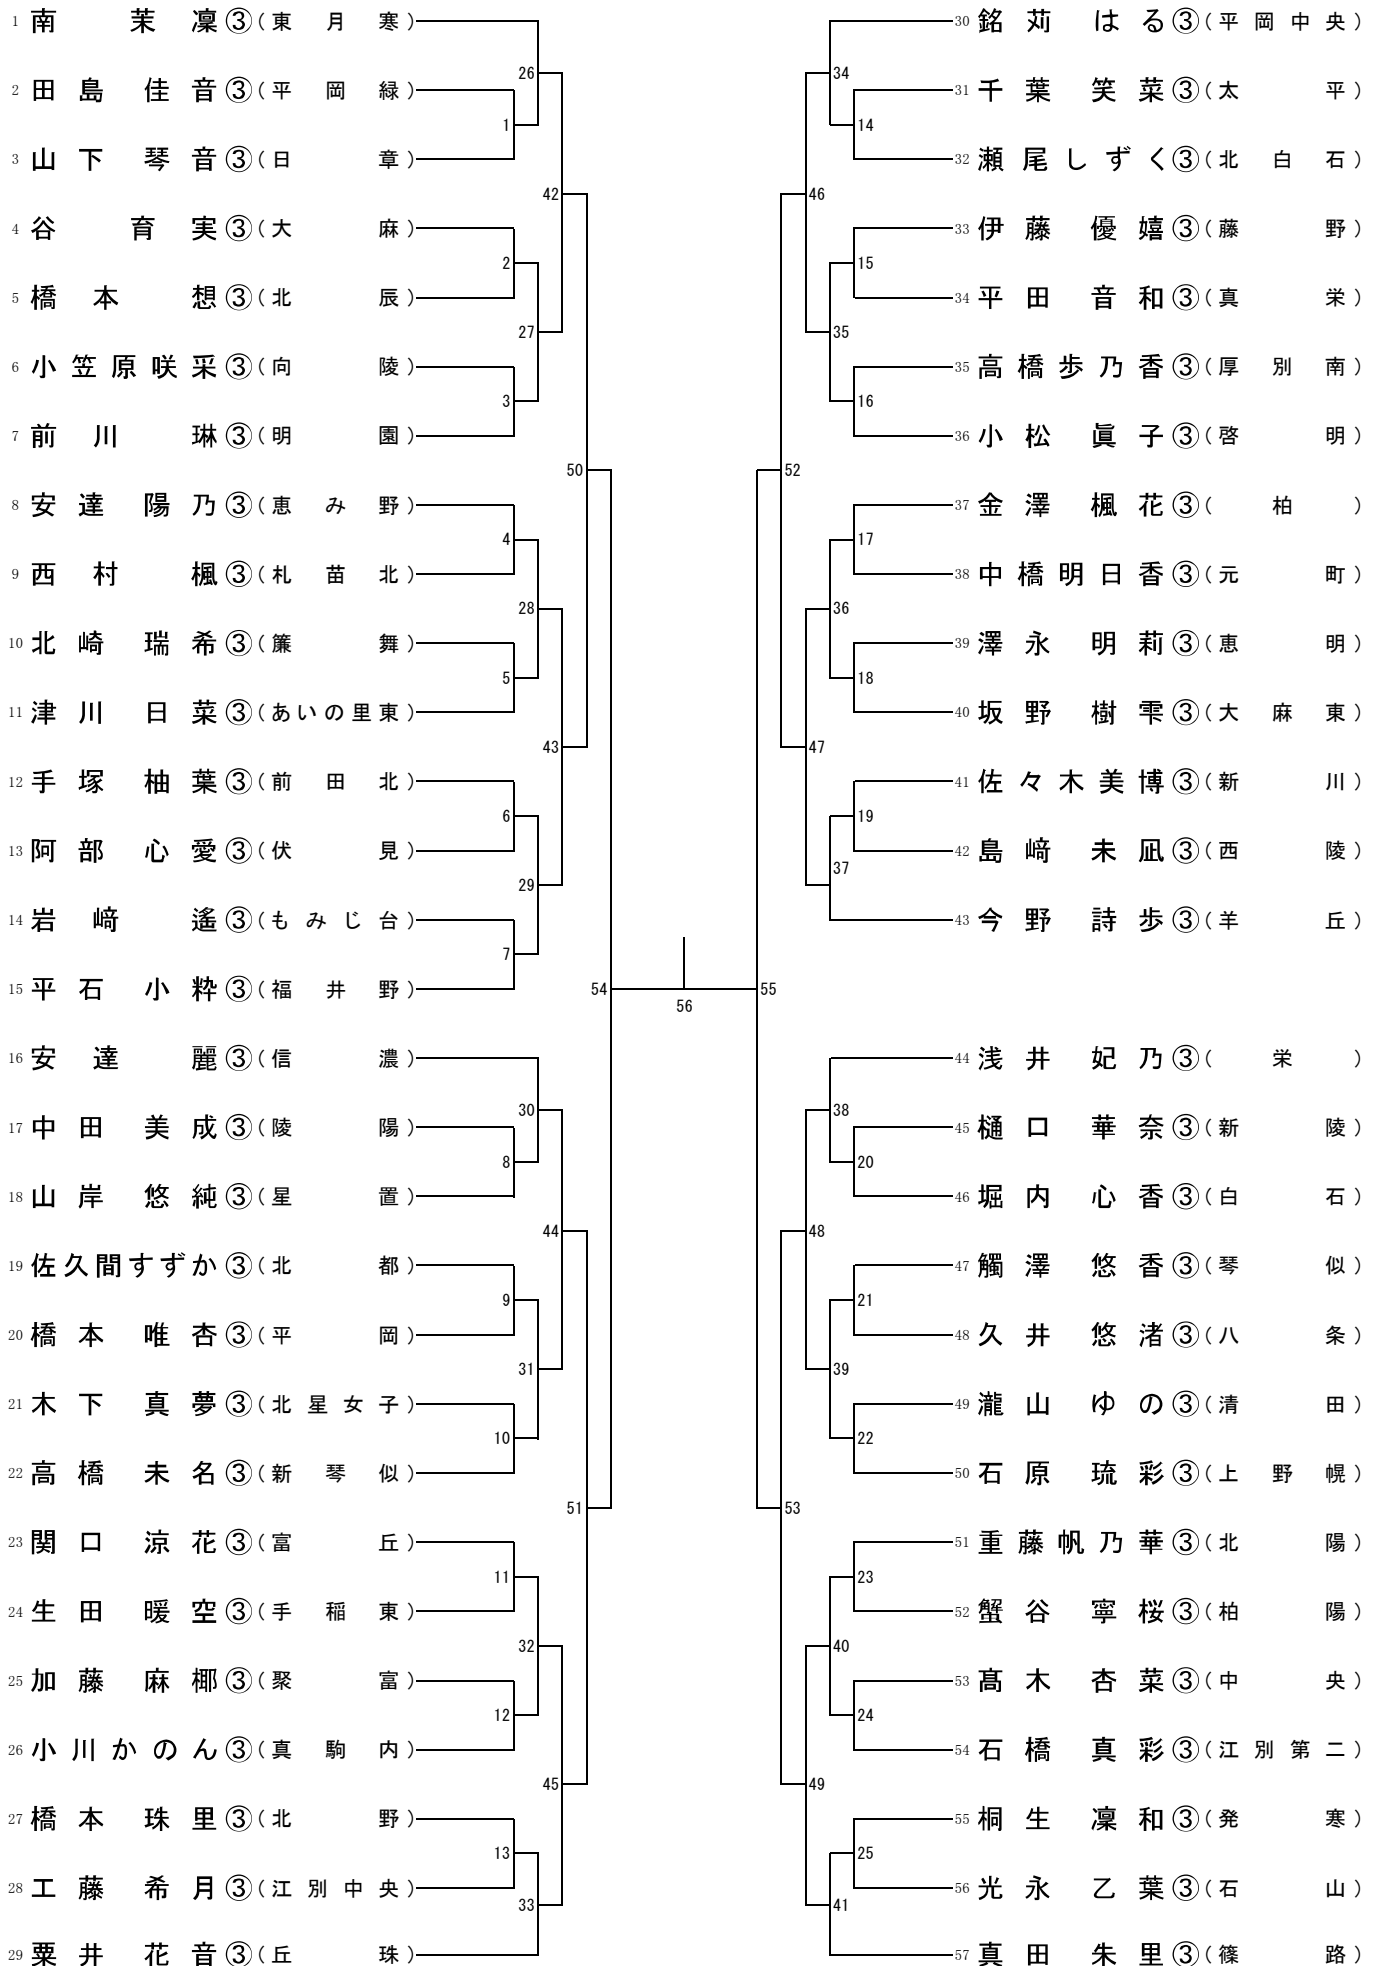 1 南 茉 凜③(東月寒)
2 田島 佳音③(平岡緑)
3 山下 琴音③(日章)
4 谷 育実③(大麻)
5 橋本 想③(北辰)
6 小笠原咲采③(向陵)
7 前川 琳③(明園)
8 安達 陽乃③(恵み野)
9 西村 楓③(札苗北)
10 北崎 瑞希③(簾舞)
11 津川 日菜③(あいの里東)
12 手塚 柚葉③(前田北)
13 阿部 心愛③(伏見)
14 岩﨑 遙③(もみじ台)
15 平石 小粋③(福井野)
16 安達 麗③(信濃)
17 中田 美成③(陵陽)
18 山岸 悠純③(星置)
19 佐久間すずか③(北都)
20 橋本 唯杏③(平岡)
21 木下 真夢③(北星女子)
22 高橋 未名③(新琴似)
23 関口 涼花③(富丘)
24 生田 暖空③(手稲東)
25 加藤 麻椰③(聚富)
26 小川かのん③(真駒内)
27 橋本 珠里③(北野)
28 工藤 希月③(江別中央)
29 粟井 花音③(丘珠)
1
2
3
4
5
6
7
8
9
10
11
12
13
26
27
28
29
30
31
32
33
42
43
44
45
50
51
54
56
55
52
53
46
47
48
49
34
35
36
37
38
39
40
41
14
15
16
17
18
19
20
21
22
23
24
25
30 銘苅 はる③(平岡中央)
31 千葉 笑菜③(太平)
32 瀬尾しずく③(北白石)
33 伊藤 優嬉③(藤野)
34 平田 音和③(真栄)
35 高橋歩乃香③(厚別南)
36 小松 眞子③(啓明)
37 金澤 楓花③(柏)
38 中橋明日香③(元町)
39 澤永 明莉③(恵明)
40 坂野 樹雫③(大麻東)
41 佐々木美博③(新川)
42 島﨑 未凪③(西陵)
43 今野 詩歩③(羊丘)
44 浅井 妃乃③(栄)
45 樋口 華奈③(新陵)
46 堀内 心香③(白石)
47 觸澤 悠香③(琴似)
48 久井 悠渚③(八条)
49 瀧山 ゆの③(清田)
50 石原 琉彩③(上野幌)
51 重藤帆乃華③(北陽)
52 蟹谷 寧桜③(柏陽)
53 髙木 杏菜③(中央)
54 石橋 真彩③(江別第二)
55 桐生 凜和③(発寒)
56 光永 乙葉③(石山)
57 真田 朱里③(篠路)